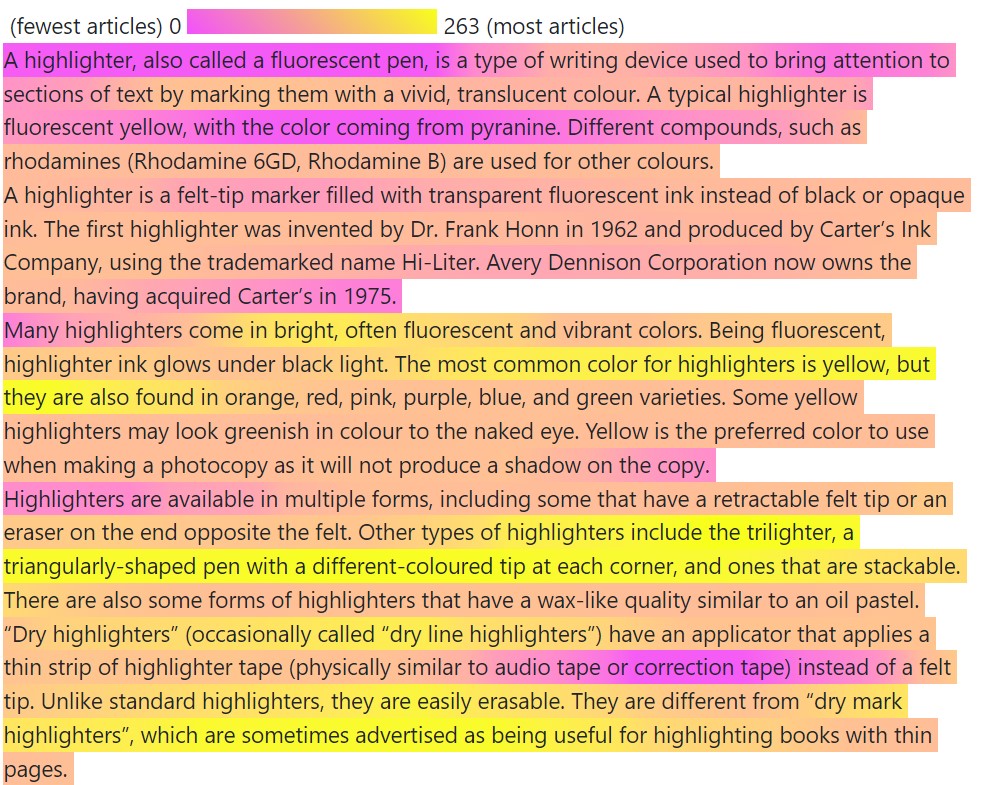 (fewest articles) 0 263 (most articles)
A highlighter, also called a fluorescent pen, is a type of writing device used to bring attention to
sections of text by marking them with a vivid, translucent colour. A typical highlighter is
fluorescent yellow, with the color coming from pyranine. Different compounds, such as
rhodamines (Rhodamine 6GD, Rhodamine B) are used for other colours.
A highlighter is a felt-tip marker filled with transparent fluorescent ink instead of black or opaque
ink. The first highlighter was invented by Dr. Frank Honn in 1962 and produced by Carter’s Ink
Company, using the trademarked name Hi-Liter. Avery Dennison Corporation now owns the
brand, having acquired Carter’s in 1975.
Many highlighters come in bright, often fluorescent and vibrant colors. Being fluorescent,
highlighter ink glows under black light. The most common color for highlighters is yellow, but
they are also found in orange, red, pink, purple, blue, and green varieties. Some yellow
highlighters may look greenish in colour to the naked eye. Yellow is the preferred color to use
when making a photocopy as it will not produce a shadow on the copy.
Highlighters are available in multiple forms, including some that have a retractable felt tip or an
eraser on the end opposite the felt. Other types of highlighters include the trilighter, a
triangularly-shaped pen with a different-coloured tip at each corner, and ones that are stackable.
There are also some forms of highlighters that have a wax-like quality similar to an oil pastel.
“Dry highlighters” (occasionally called “dry line highlighters”) have an applicator that applies a
thin strip of highlighter tape (physically similar to audio tape or correction tape) instead of a felt
tip. Unlike standard highlighters, they are easily erasable. They are different from “dry mark
highlighters”, which are sometimes advertised as being useful for highlighting books with thin
pages.